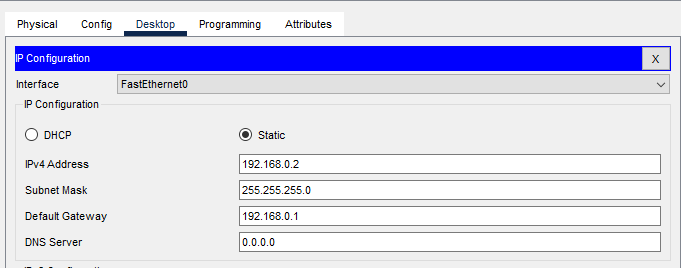 Physical Config Desktop Programming Attributes
IP Configuration X
Interface FastEthernet0
IP Configuration
DHCP Static
IPv4 Address 192.168.0.2
Subnet Mask 255.255.255.0
Default Gateway 192.168.0.1
DNS Server 0.0.0.0